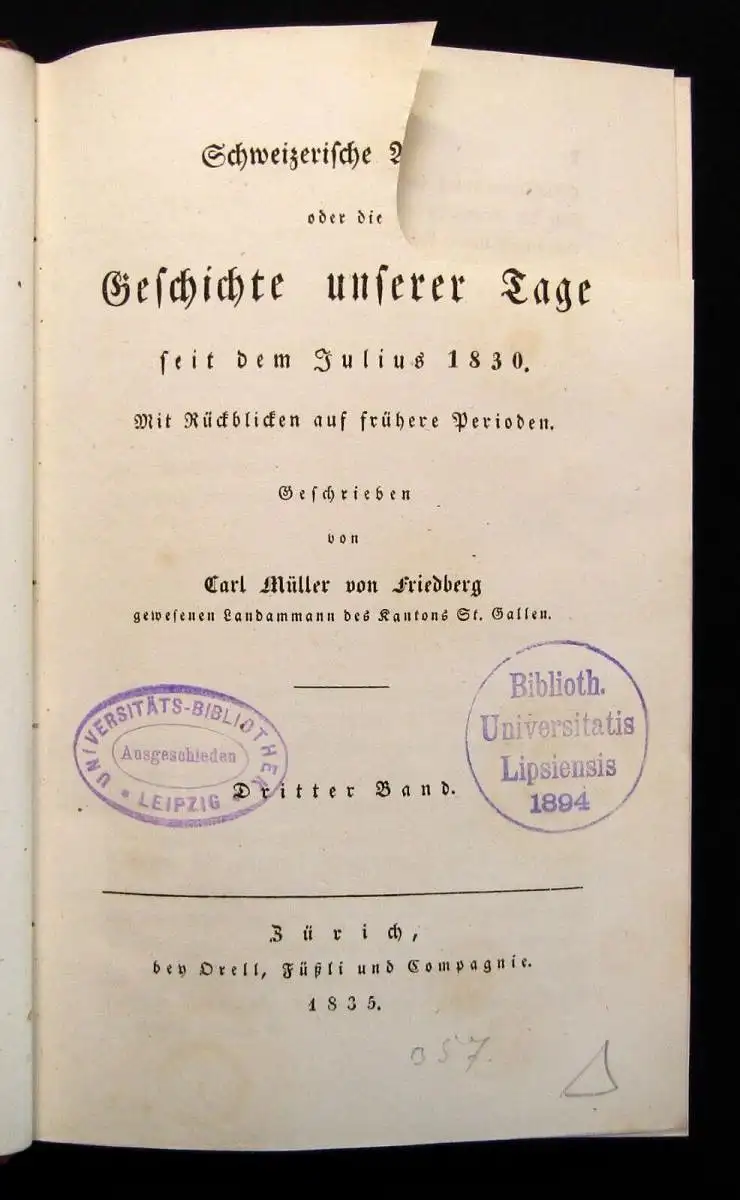 Schweizerische A
oder die
Geschichte unserer Tage
seit dem Julius 1830.
Mit Rückblicken auf frühere Perioden.
Geschrieben
von
Carl Müller von Friedberg
gewesenen Landammann des Kantons St. Gallen.
UNIVERSITÄTS-BIBLIOTHEK
Ausgeschieden
* LEIPZIG *
Biblioth.
Universitatis
Lipsiensis
1894
Dritter Band.
Zürich,
bey Orell, Füßli und Compagnie.
1835.
357.